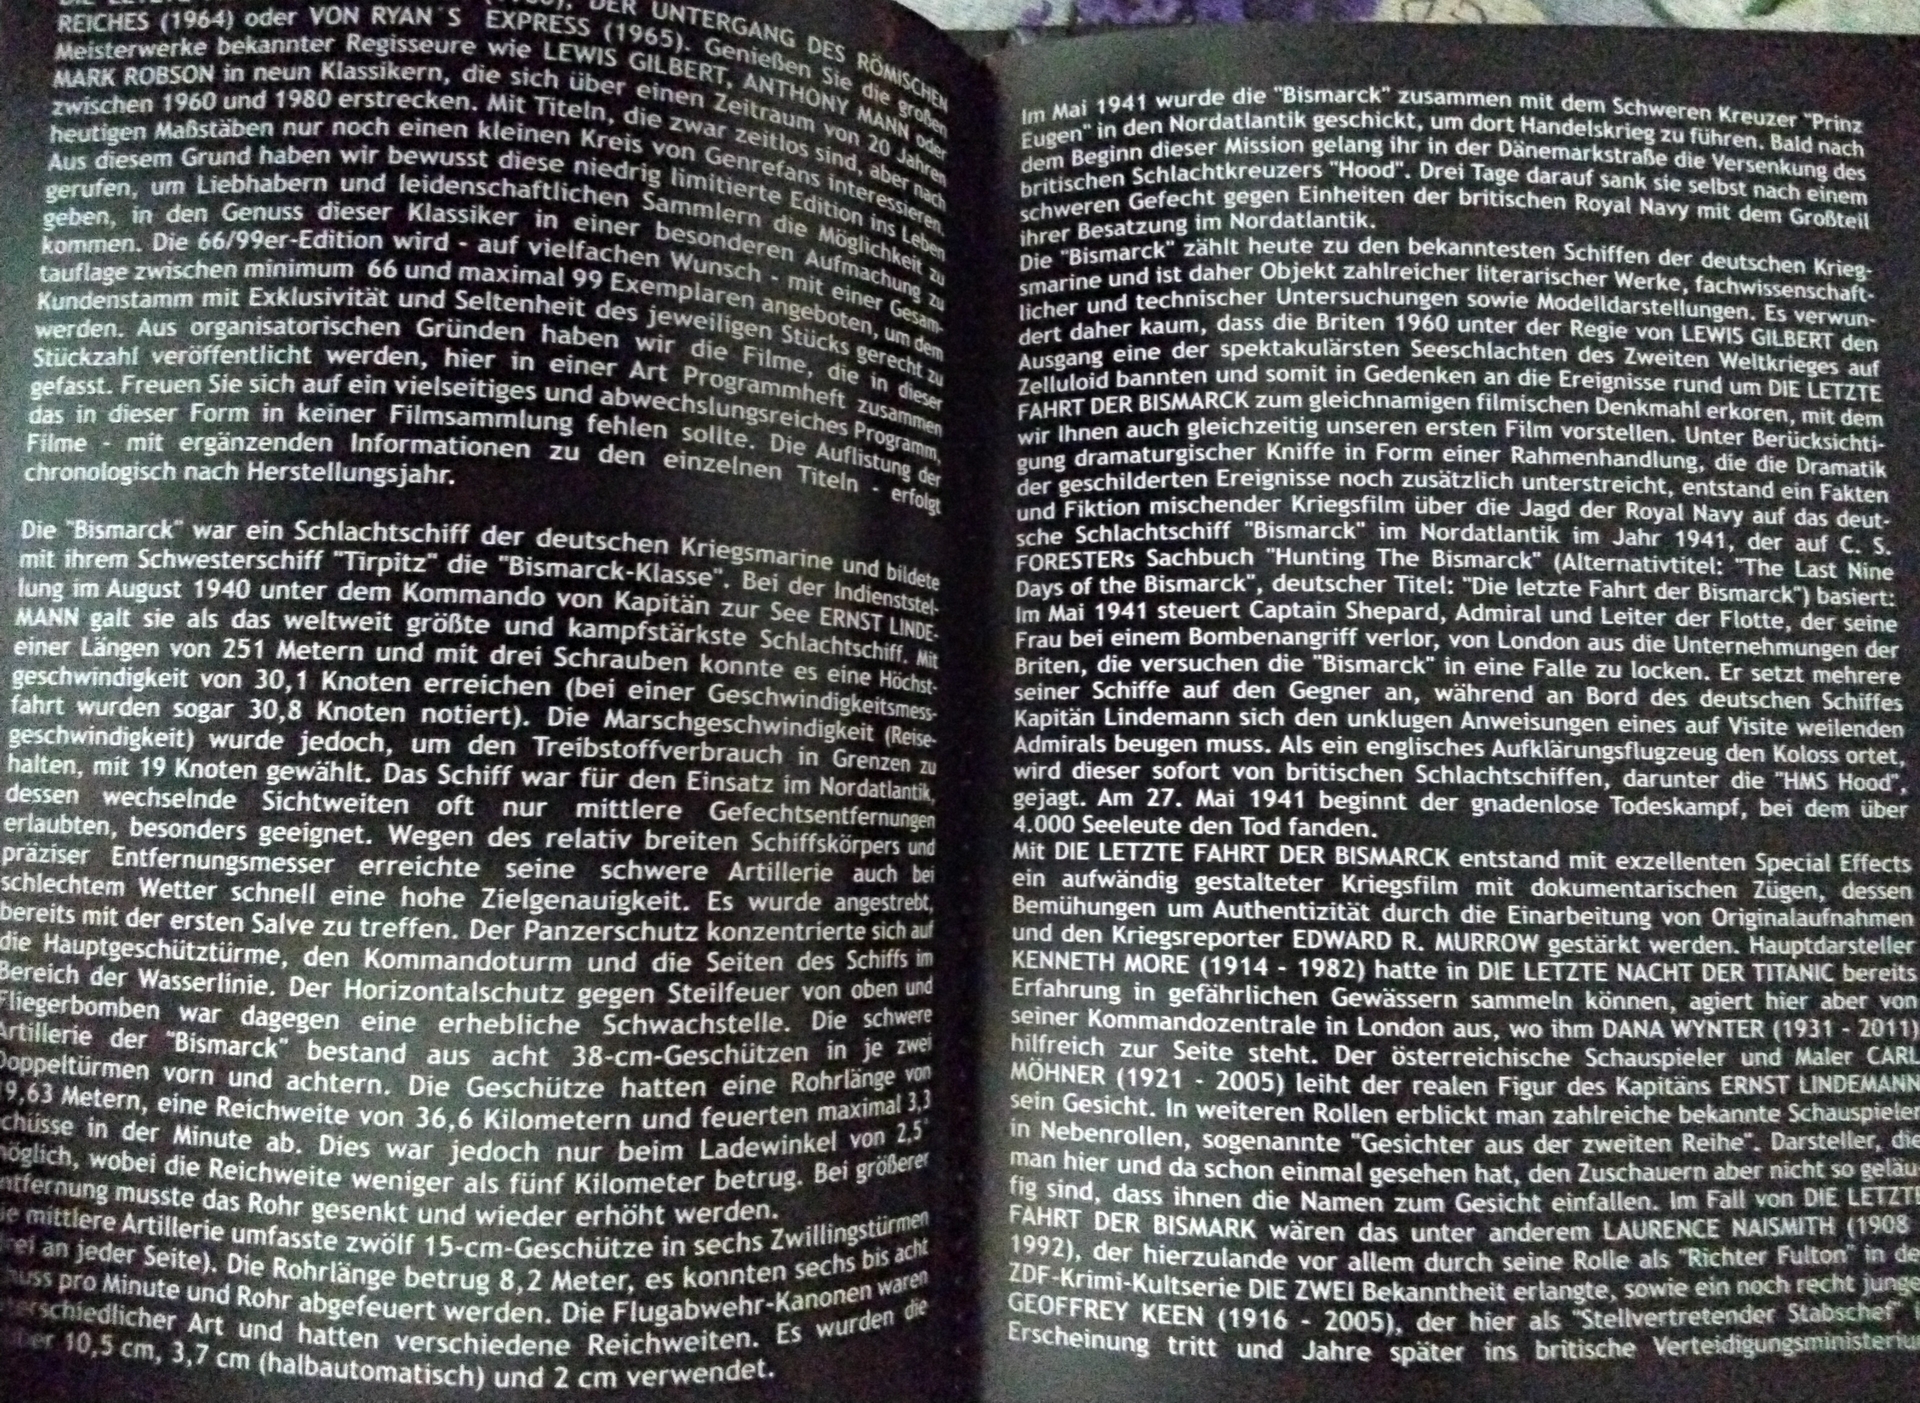 DER UNTERGANG DES RÖMISCHEN
REICHES (1964) oder VON RYAN´S EXPRESS (1965). Genießen Sie die großen
Meisterwerke bekannter Regisseure wie LEWIS GILBERT, ANTHONY MANN oder
MARK ROBSON in neun Klassikern, die sich über einen Zeitraum von 20 Jahren
zwischen 1960 und 1980 erstrecken. Mit Titeln, die zwar zeitlos sind, aber nach
heutigen Maßstäben nur noch einen kleinen Kreis von Genrefans interessieren.
Aus diesem Grund haben wir bewusst diese niedrig limitierte Edition ins Leben
gerufen, um Liebhabern und leidenschaftlichen Sammlern die Möglichkeit zu
geben, in den Genuss dieser Klassiker in einer besonderen Aufmachung zu
kommen. Die 66/99er-Edition wird - auf vielfachen Wunsch - mit einer Gesam-
tauflage zwischen minimum 66 und maximal 99 Exemplaren angeboten, um dem
Kundenstamm mit Exklusivität und Seltenheit des jeweiligen Stücks gerecht zu
werden. Aus organisatorischen Gründen haben wir die Filme, die in dieser
Stückzahl veröffentlicht werden, hier in einer Art Programmheft zusammen
gefasst. Freuen Sie sich auf ein vielseitiges und abwechslungsreiches Programm,
das in dieser Form in keiner Filmsammlung fehlen sollte. Die Auflistung der
Filme - mit ergänzenden Informationen zu den einzelnen Titeln - erfolgt
chronologisch nach Herstellungsjahr.
Die "Bismarck" war ein Schlachtschiff der deutschen Kriegsmarine und bildete
mit ihrem Schwesterschiff "Tirpitz" die "Bismarck-Klasse". Bei der Indienststel-
lung im August 1940 unter dem Kommando von Kapitän zur See ERNST LINDE-
MANN galt sie als das weltweit größte und kampfstärkste Schlachtschiff. Mit
einer Längen von 251 Metern und mit drei Schrauben konnte es eine Höchst-
geschwindigkeit von 30,1 Knoten erreichen (bei einer Geschwindigkeitsmess-
fahrt wurden sogar 30,8 Knoten notiert). Die Marschgeschwindigkeit (Reise-
geschwindigkeit) wurde jedoch, um den Treibstoffverbrauch in Grenzen zu
halten, mit 19 Knoten gewählt. Das Schiff war für den Einsatz im Nordatlantik,
dessen wechselnde Sichtweiten oft nur mittlere Gefechtsentfernungen
erlaubten, besonders geeignet. Wegen des relativ breiten Schiffskörpers und
präziser Entfernungsmesser erreichte seine schwere Artillerie auch bei
schlechtem Wetter schnell eine hohe Zielgenauigkeit. Es wurde angestrebt,
bereits mit der ersten Salve zu treffen. Der Panzerschutz konzentrierte sich auf
die Hauptgeschütztürme, den Kommandoturm und die Seiten des Schiffs im
Bereich der Wasserlinie. Der Horizontalschutz gegen Steilfeuer von oben und
Fliegerbomben war dagegen eine erhebliche Schwachstelle. Die schwere
Artillerie der "Bismarck" bestand aus acht 38-cm-Geschützen in je zwei
Doppeltürmen vorn und achtern. Die Geschütze hatten eine Rohrlänge von
19,63 Metern, eine Reichweite von 36,6 Kilometern und feuerten maximal 3,3
chüsse in der Minute ab. Dies war jedoch nur beim Ladewinkel von 2,5°
möglich, wobei die Reichweite weniger als fünf Kilometer betrug. Bei größerer
ntfernung musste das Rohr gesenkt und wieder erhöht werden.
ie mittlere Artillerie umfasste zwölf 15-cm-Geschütze in sechs Zwillingstürmen
rei an jeder Seite). Die Rohrlänge betrug 8,2 Meter, es konnten sechs bis acht
huss pro Minute und Rohr abgefeuert werden. Die Flugabwehr-Kanonen waren
terschiedlicher Art und hatten verschiedene Reichweiten. Es wurden die
10,5 cm, 3,7 cm (halbautomatisch) und 2 cm verwendet.
Im Mai 1941 wurde die "Bismarck" zusammen mit dem Schweren Kreuzer "Prinz
Eugen" in den Nordatlantik geschickt, um dort Handelskrieg zu führen. Bald nach
dem Beginn dieser Mission gelang ihr in der Dänemarkstraße die Versenkung des
britischen Schlachtkreuzers "Hood". Drei Tage darauf sank sie selbst nach einem
schweren Gefecht gegen Einheiten der britischen Royal Navy mit dem Großteil
ihrer Besatzung im Nordatlantik.
Die "Bismarck" zählt heute zu den bekanntesten Schiffen der deutschen Krieg-
smarine und ist daher Objekt zahlreicher literarischer Werke, fachwissenschaft-
licher und technischer Untersuchungen sowie Modelldarstellungen. Es verwun-
dert daher kaum, dass die Briten 1960 unter der Regie von LEWIS GILBERT den
Ausgang eine der spektakulärsten Seeschlachten des Zweiten Weltkrieges auf
Zelluloid bannten und somit in Gedenken an die Ereignisse rund um DIE LETZTE
FAHRT DER BISMARCK zum gleichnamigen filmischen Denkmahl erkoren, mit dem
wir Ihnen auch gleichzeitig unseren ersten Film vorstellen. Unter Berücksichti-
gung dramaturgischer Kniffe in Form einer Rahmenhandlung, die die Dramatik
der geschilderten Ereignisse noch zusätzlich unterstreicht, entstand ein Fakten
und Fiktion mischender Kriegsfilm über die Jagd der Royal Navy auf das deut-
sche Schlachtschiff "Bismarck" im Nordatlantik im Jahr 1941, der auf C. S.
FORESTERs Sachbuch "Hunting The Bismarck" (Alternativtitel: "The Last Nine
Days of the Bismarck", deutscher Titel: "Die letzte Fahrt der Bismarck") basiert:
Im Mai 1941 steuert Captain Shepard, Admiral und Leiter der Flotte, der seine
Frau bei einem Bombenangriff verlor, von London aus die Unternehmungen der
Briten, die versuchen die "Bismarck" in eine Falle zu locken. Er setzt mehrere
seiner Schiffe auf den Gegner an, während an Bord des deutschen Schiffes
Kapitän Lindemann sich den unklugen Anweisungen eines auf Visite weilenden
Admirals beugen muss. Als ein englisches Aufklärungsflugzeug den Koloss ortet,
wird dieser sofort von britischen Schlachtschiffen, darunter die "HMS Hood",
gejagt. Am 27. Mai 1941 beginnt der gnadenlose Todeskampf, bei dem über
4.000 Seeleute den Tod fanden.
Mit DIE LETZTE FAHRT DER BISMARCK entstand mit exzellenten Special Effects
ein aufwändig gestalteter Kriegsfilm mit dokumentarischen Zügen, dessen
Bemühungen um Authentizität durch die Einarbeitung von Originalaufnahmen
und den Kriegsreporter EDWARD R. MURROW gestärkt werden. Hauptdarsteller
KENNETH MORE (1914 - 1982) hatte in DIE LETZTE NACHT DER TITANIC bereits
Erfahrung in gefährlichen Gewässern sammeln können, agiert hier aber von
seiner Kommandozentrale in London aus, wo ihm DANA WYNTER (1931 - 2011)
hilfreich zur Seite steht. Der österreichische Schauspieler und Maler CARL
MÖHNER (1921 - 2005) leiht der realen Figur des Kapitäns ERNST LINDEMANN
sein Gesicht. In weiteren Rollen erblickt man zahlreiche bekannte Schauspieler
in Nebenrollen, sogenannte "Gesichter aus der zweiten Reihe". Darsteller, die
man hier und da schon einmal gesehen hat, den Zuschauern aber nicht so geläu
fig sind, dass ihnen die Namen zum Gesicht einfallen. Im Fall von DIE LETZTE
FAHRT DER BISMARK wären das unter anderem LAURENCE NAISMITH (1908
1992), der hierzulande vor allem durch seine Rolle als "Richter Fulton" in de
ZDF-Krimi-Kultserie DIE ZWEI Bekanntheit erlangte, sowie ein noch recht junge
GEOFFREY KEEN (1916 - 2005), der hier als "Stellvertretender Stabschef"
Erscheinung tritt und Jahre später ins britische Verteidigungsministeriu